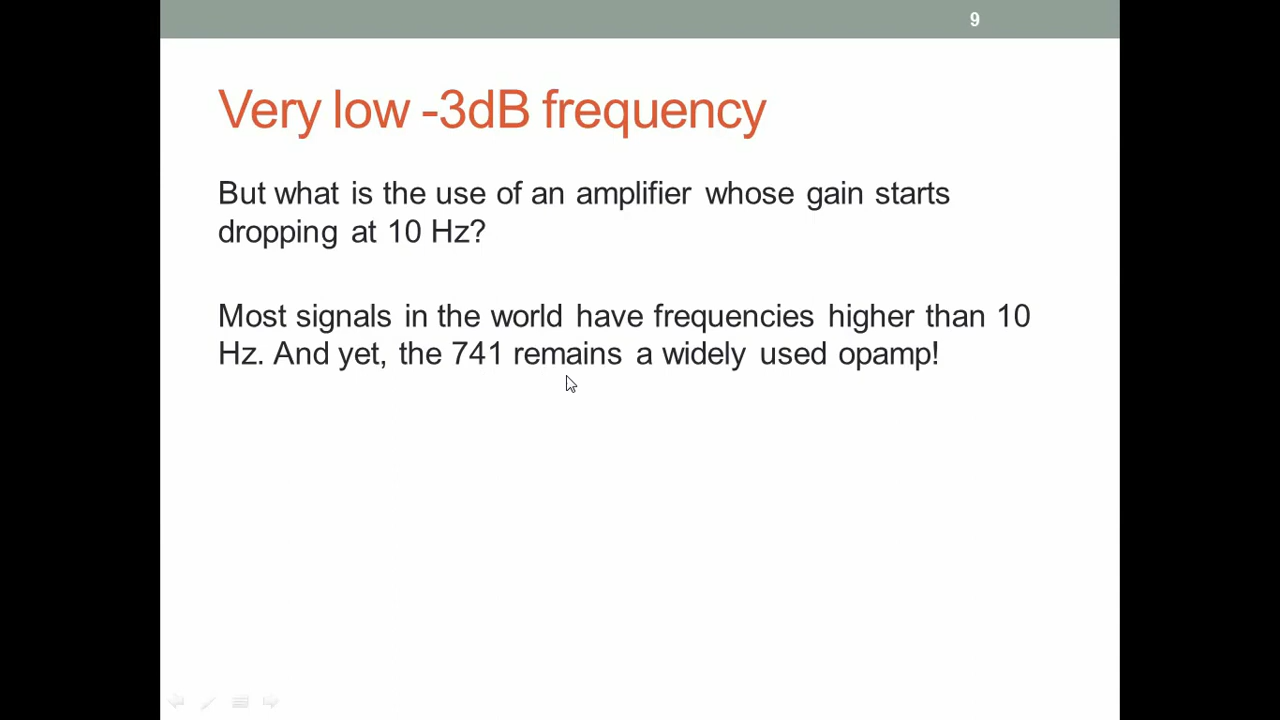 9
Very low -3dB frequency
But what is the use of an amplifier whose gain starts
dropping at 10 Hz?
Most signals in the world have frequencies higher than 10
Hz. And yet, the 741 remains a widely used opamp!